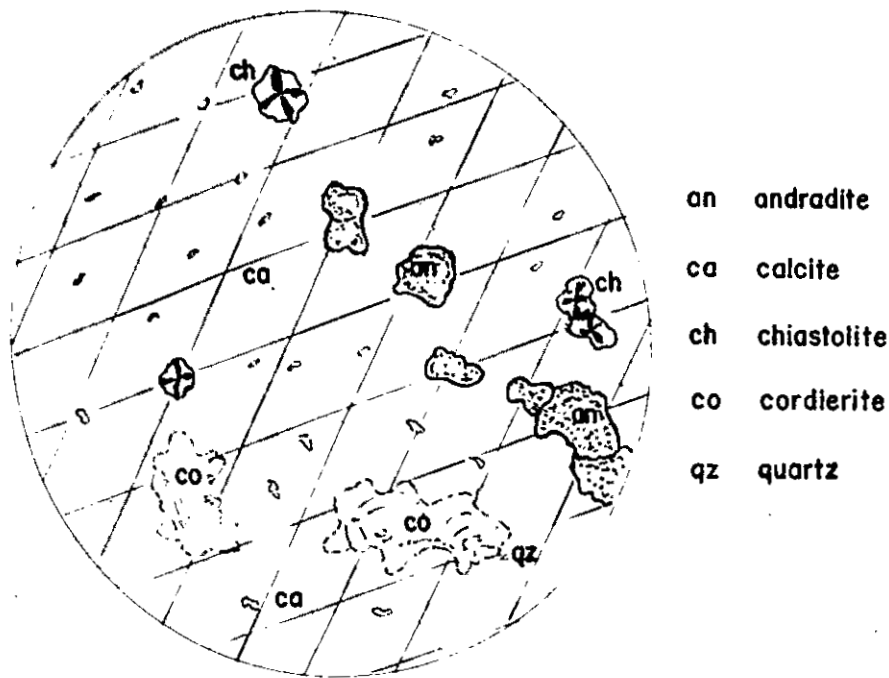 ch
an
ca
ch
an
co
co
qz
ca
an andradite
ca calcite
ch chiastolite
co cordierite
qz quartz